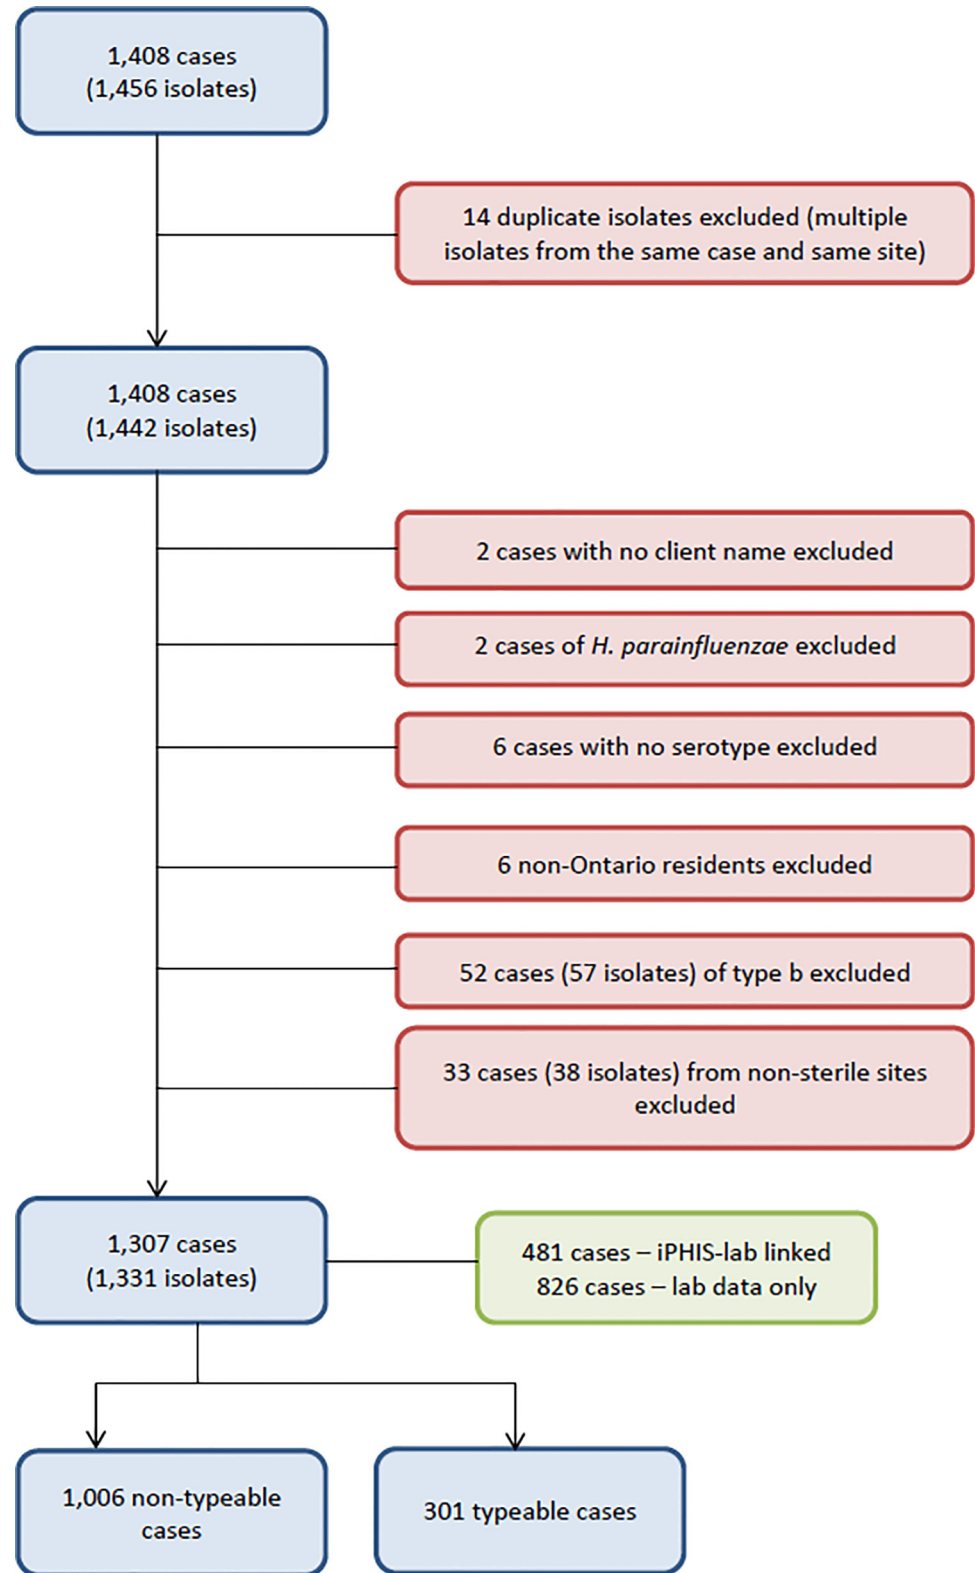 1,408 cases
(1,456 isolates)
14 duplicate isolates excluded (multiple
isolates from the same case and same site)
1,408 cases
(1,442 isolates)
2 cases with no client name excluded
2 cases of H. parainfluenzae excluded
6 cases with no serotype excluded
6 non-Ontario residents excluded
52 cases (57 isolates) of type b excluded
33 cases (38 isolates) from non-sterile sites
excluded
1,307 cases
(1,331 isolates)
481 cases – iPHIS-lab linked
826 cases – lab data only
1,006 non-typeable
cases
301 typeable cases